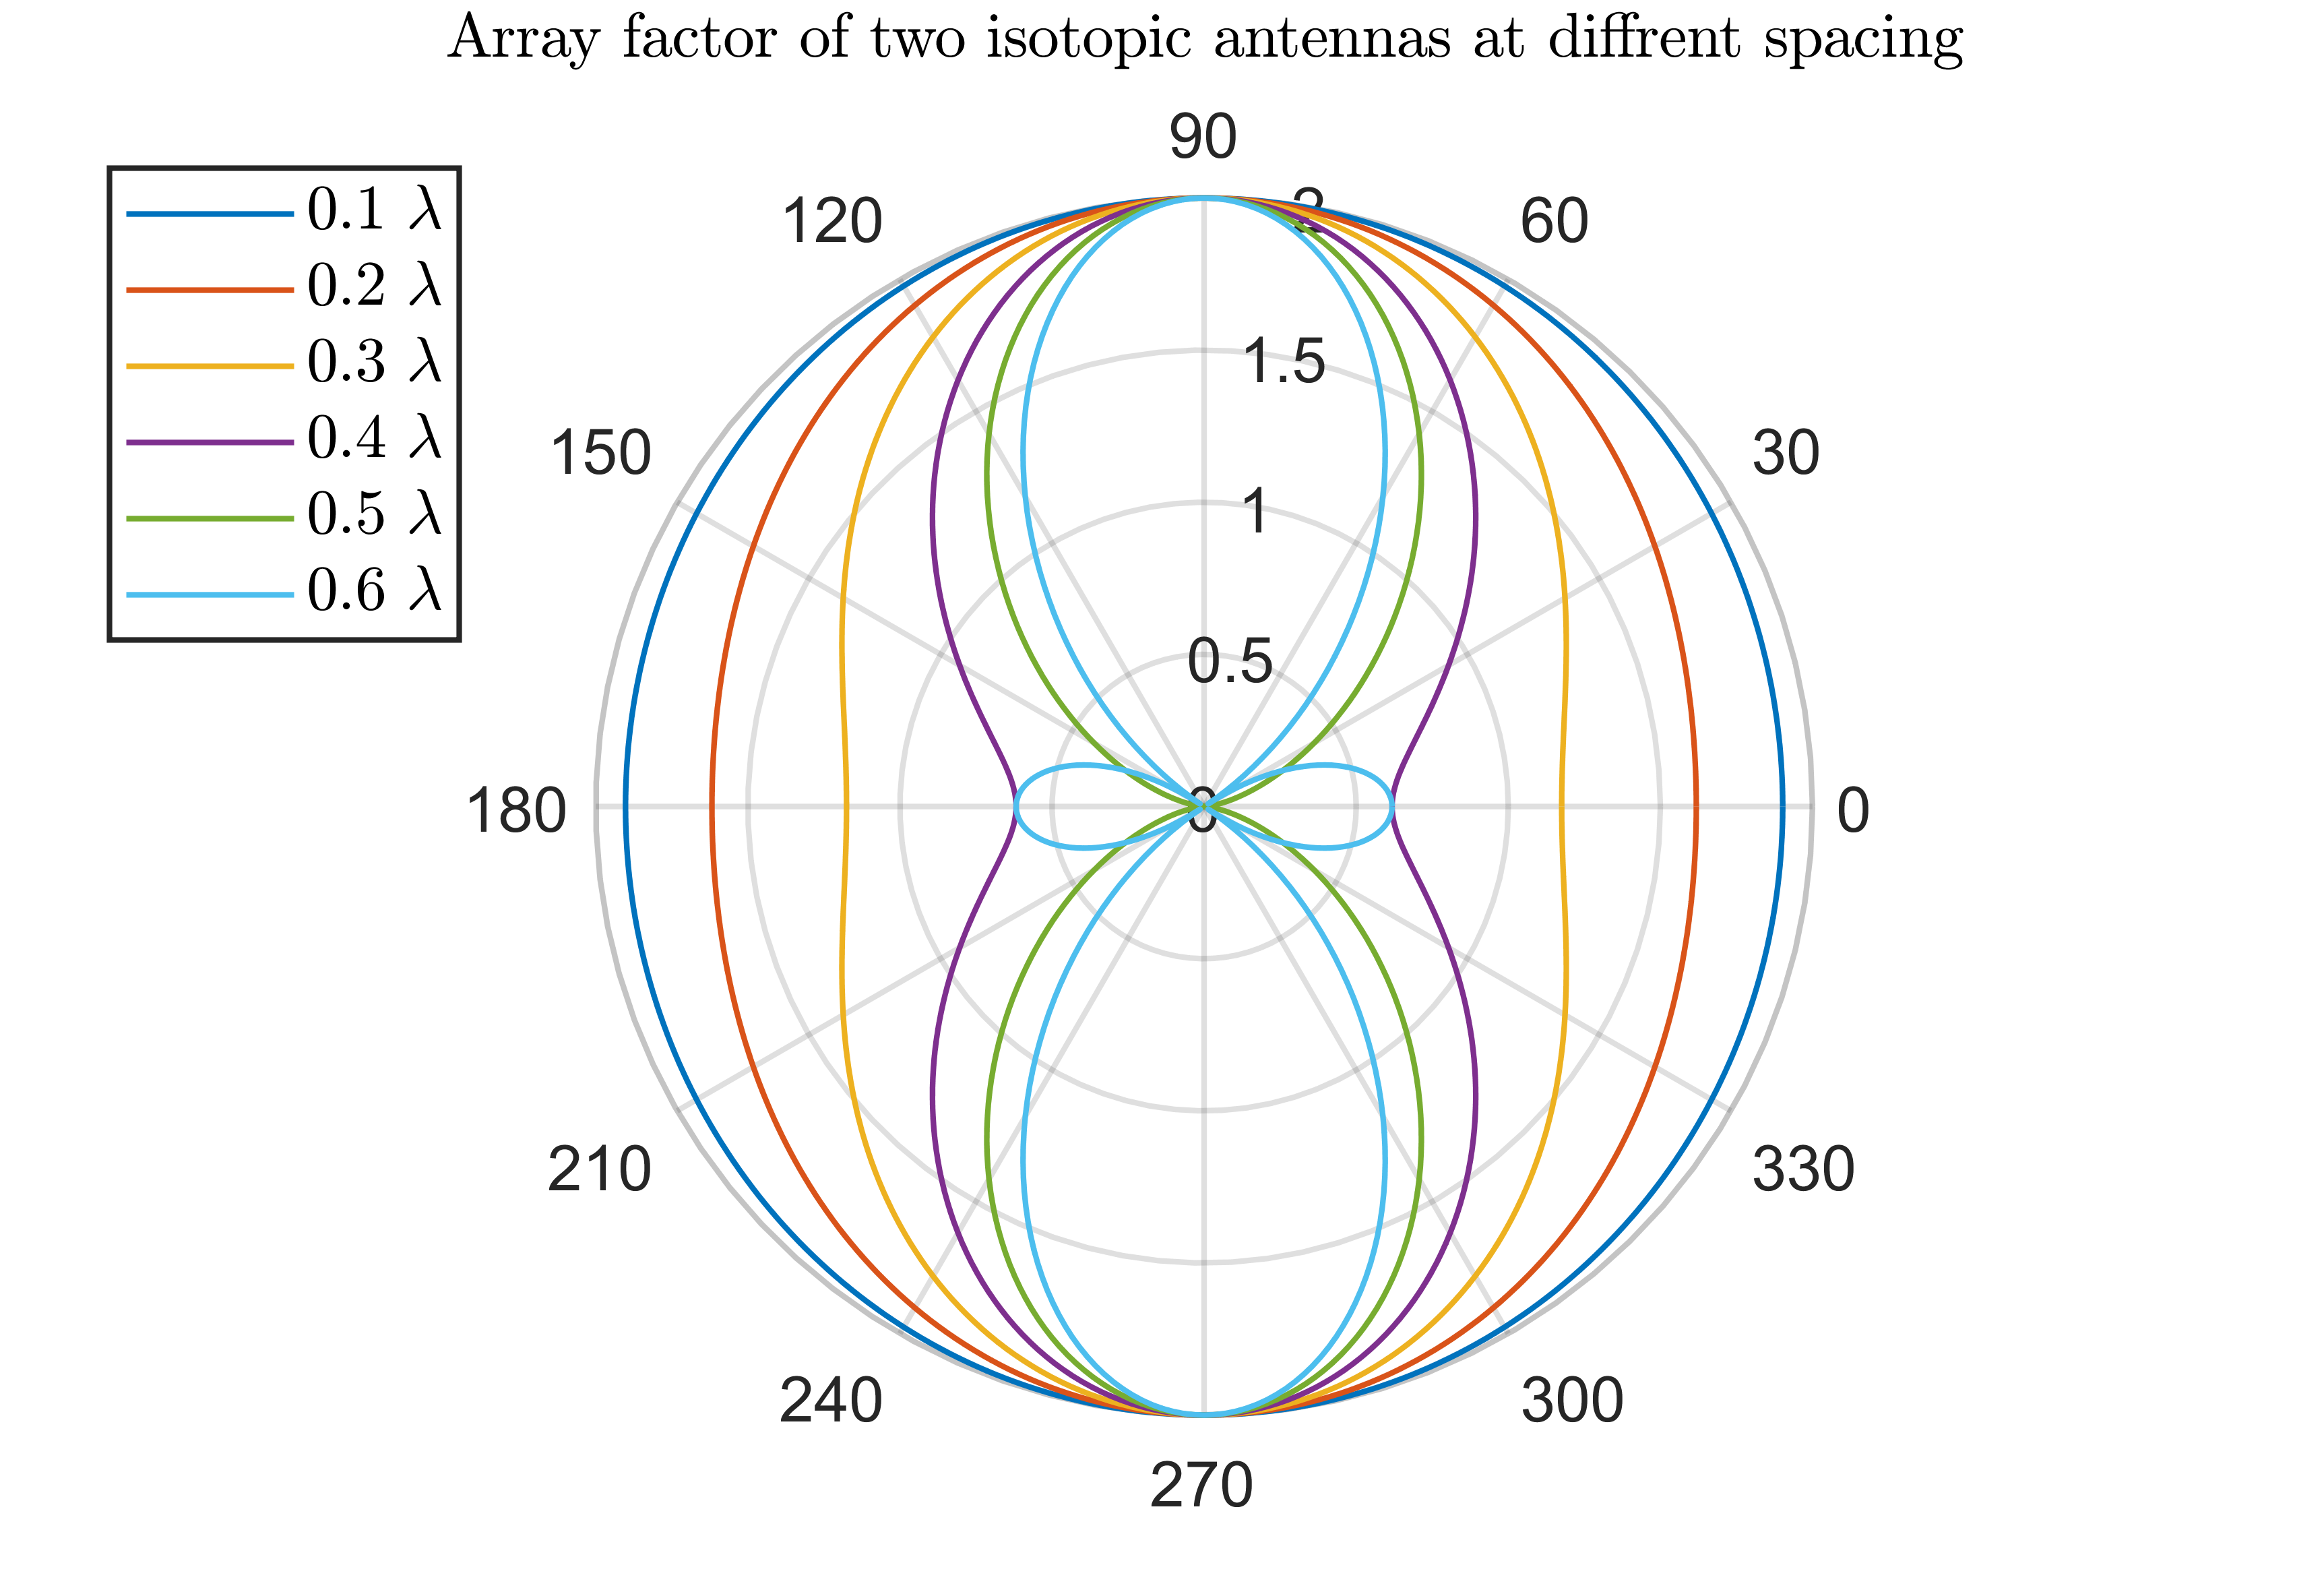 Array factor of two isotopic antennas at diffrent spacing
0.1 λ
0.2 λ
0.3 λ
0.4 λ
0.5 λ
0.6 λ
90
120
2
60
1.5
150
30
1
0.5
180
0
0
210
330
240
300
270